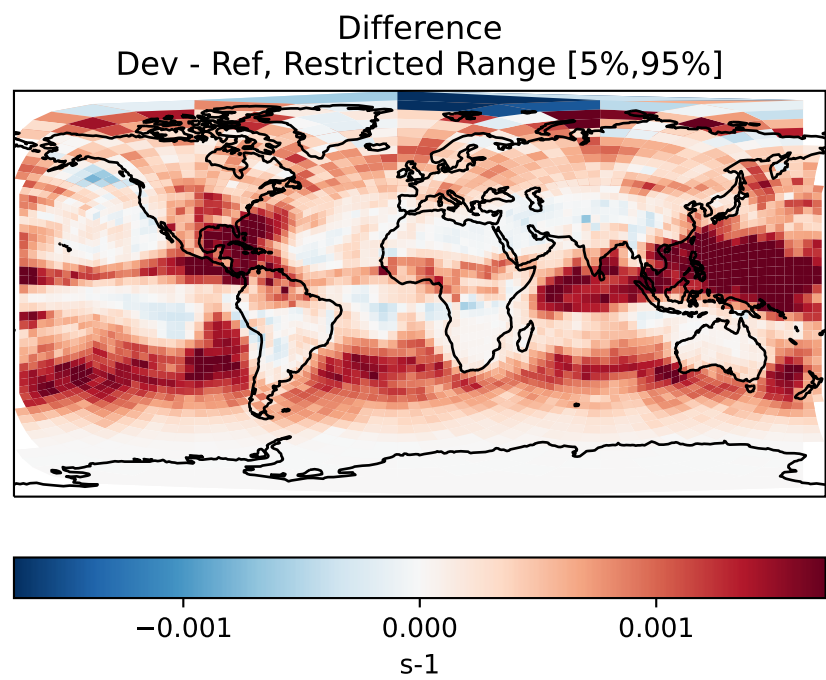 Difference
Dev - Ref, Restricted Range [5%,95%]
−0.001 0.000 0.001
s-1